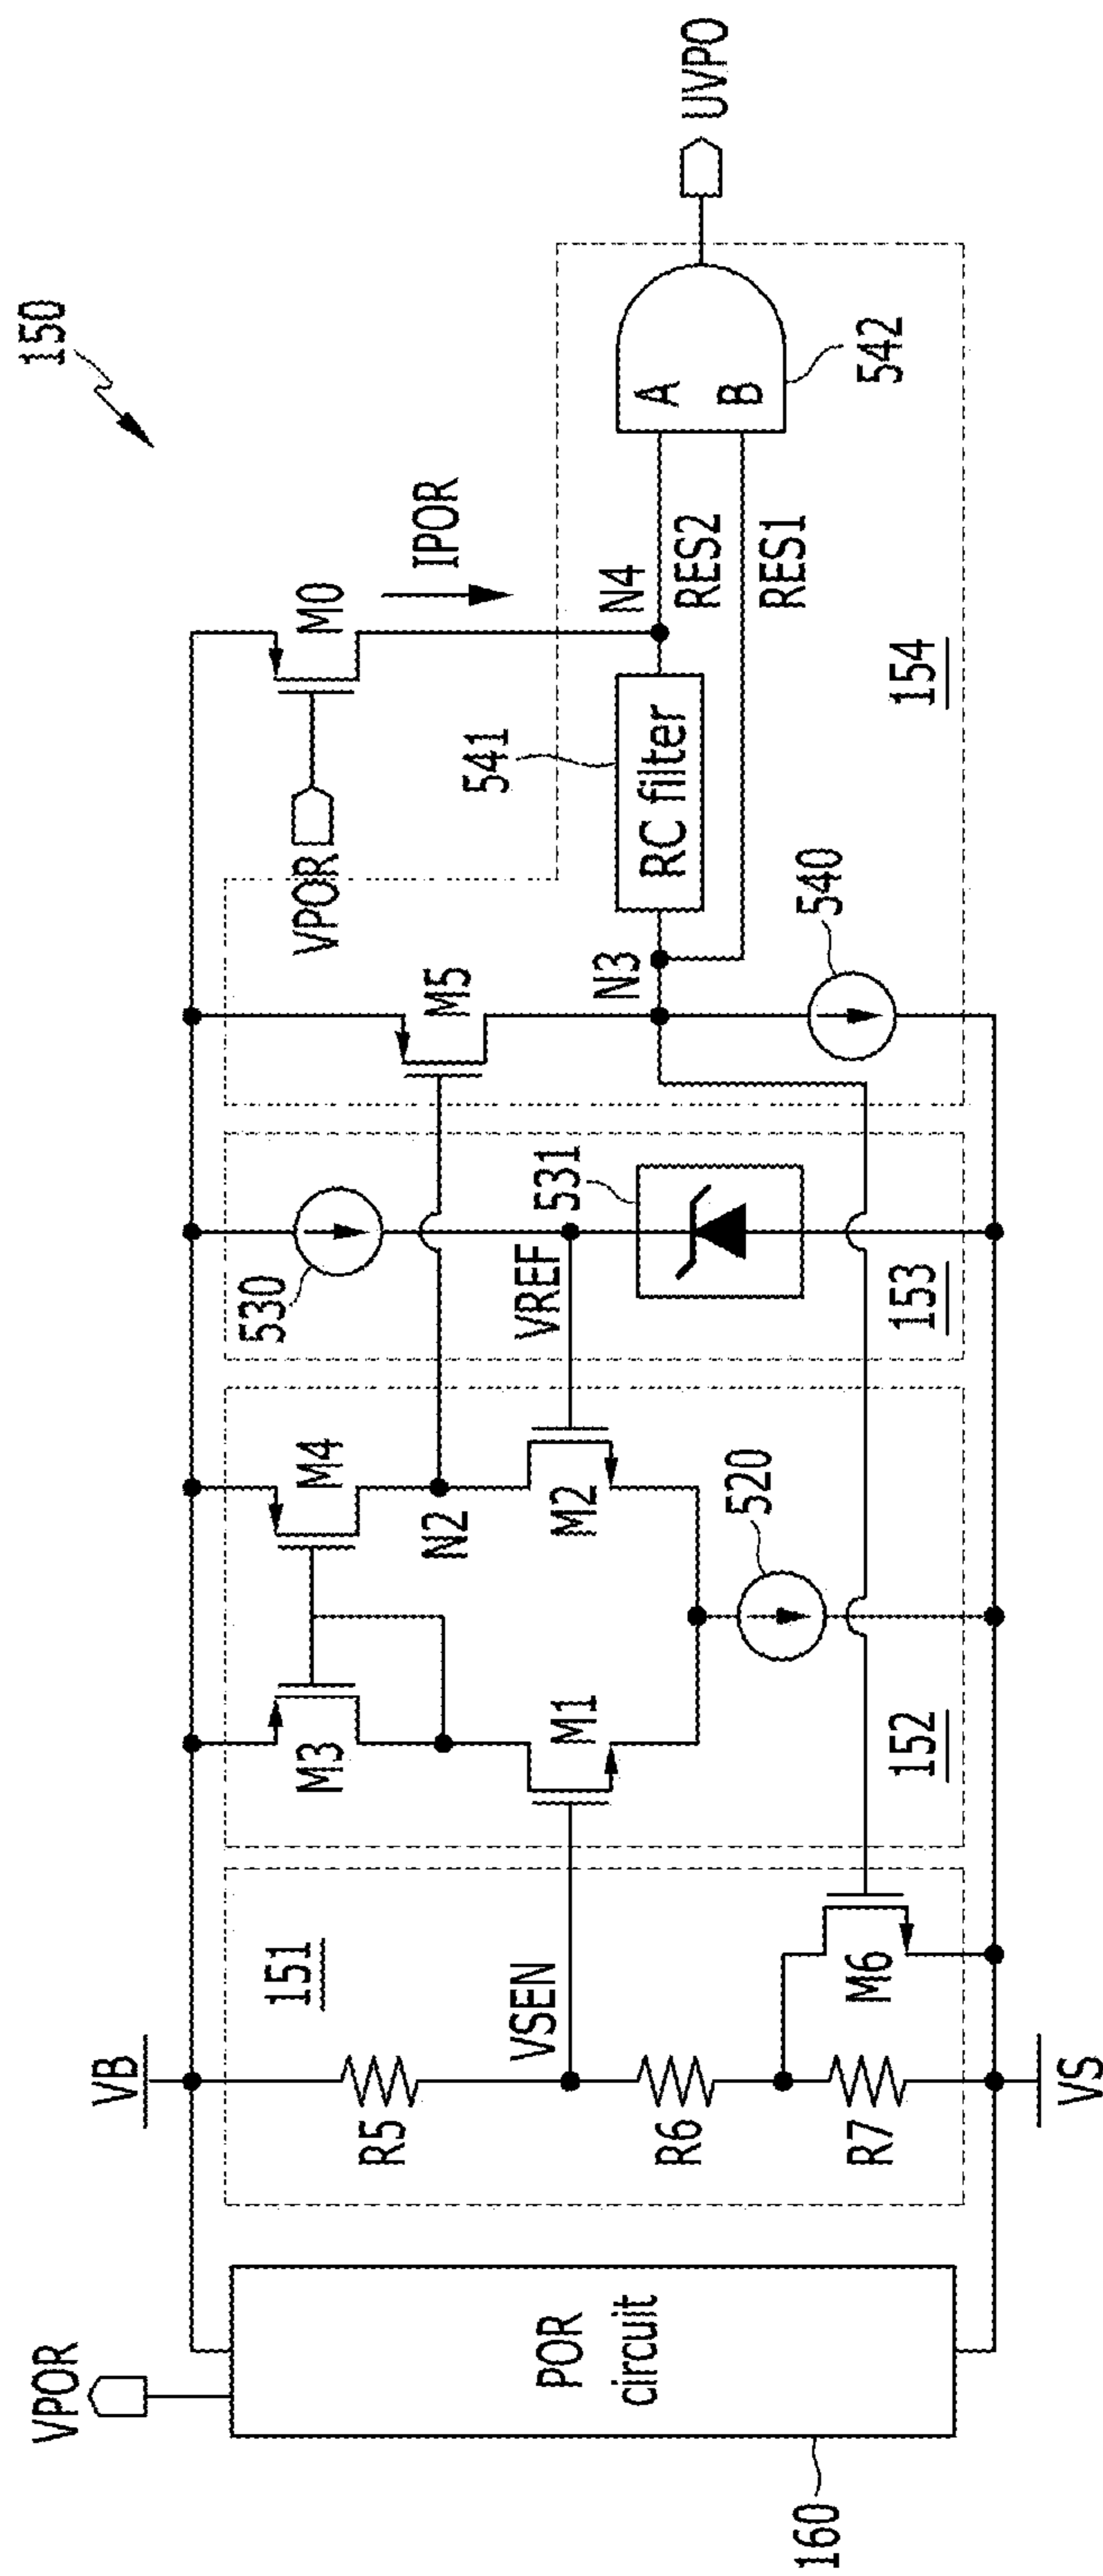 150
VPOR
160
POR
circuit
VB
VS
151
R5
R6
R7
VSEN
M6
M3
M4
N2
M1
M2
520
152
530
VREF
531
153
M5
N3
540
VPOR
M0
IPOR
541
RC filter
N4
RES2
RES1
A
B
542
154
UVPO